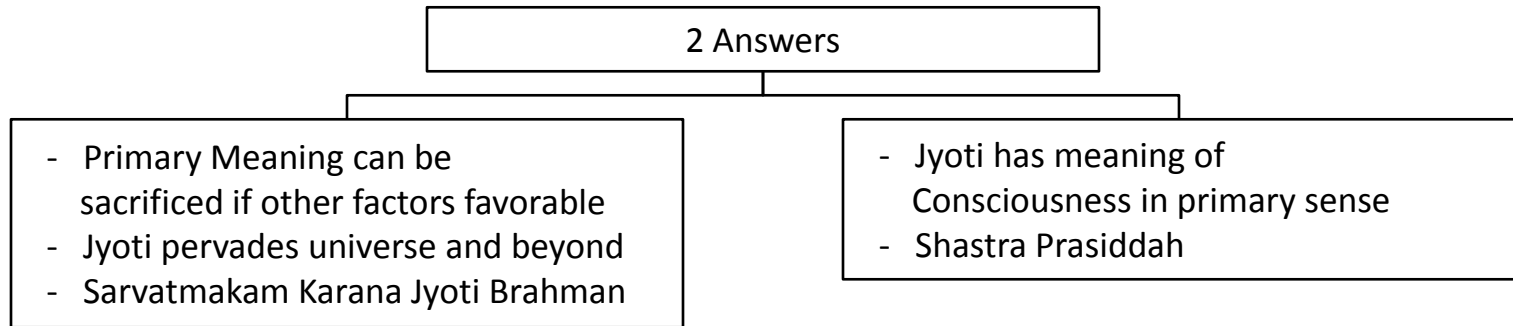 2 Answers
- Primary Meaning can be
sacrificed if other factors favorable
- Jyoti pervades universe and beyond
- Sarvatmakam Karana Jyoti Brahman
- Jyoti has meaning of
Consciousness in primary sense
- Shastra Prasiddah